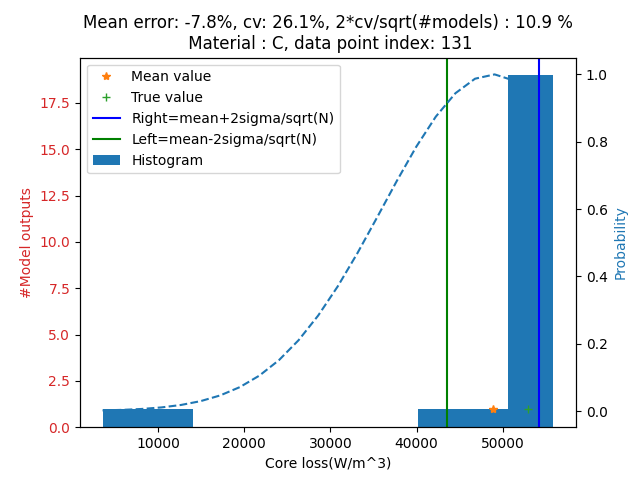 Mean error: -7.8%, cv: 26.1%, 2*cv/sqrt(#models) : 10.9 %
Material : C, data point index: 131
Mean value
True value
Right=mean+2sigma/sqrt(N)
Left=mean-2sigma/sqrt(N)
Histogram
#Model outputs
17.5
15.0
12.5
10.0
7.5
5.0
2.5
0.0
1.0
0.8
0.6
0.4
0.2
0.0
Probability
10000 20000 30000 40000 50000
Core loss(W/m^3)